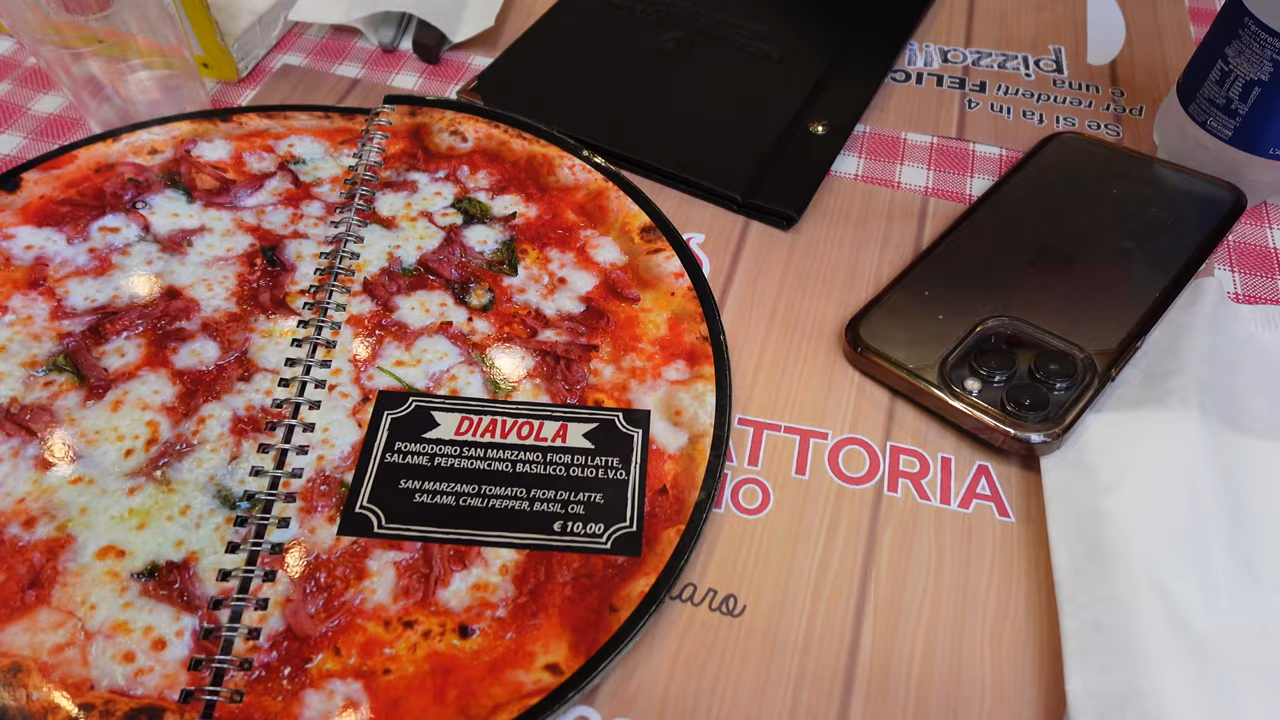 DIAVOLA
POMODORO SAN MARZANO, FIOR DI LATTE,
SALAME, PEPERONCINO, BASILICO, OLIO E.V.O.
SAN MARZANO TOMATO, FIOR DI LATTE,
SALAMI, CHILI PEPPER, BASIL, OIL
€ 10,00
Se si fa in 4
per renderti FELIC
è una
pizza!!
ATTORIA
IO
aro
Ferrarelle